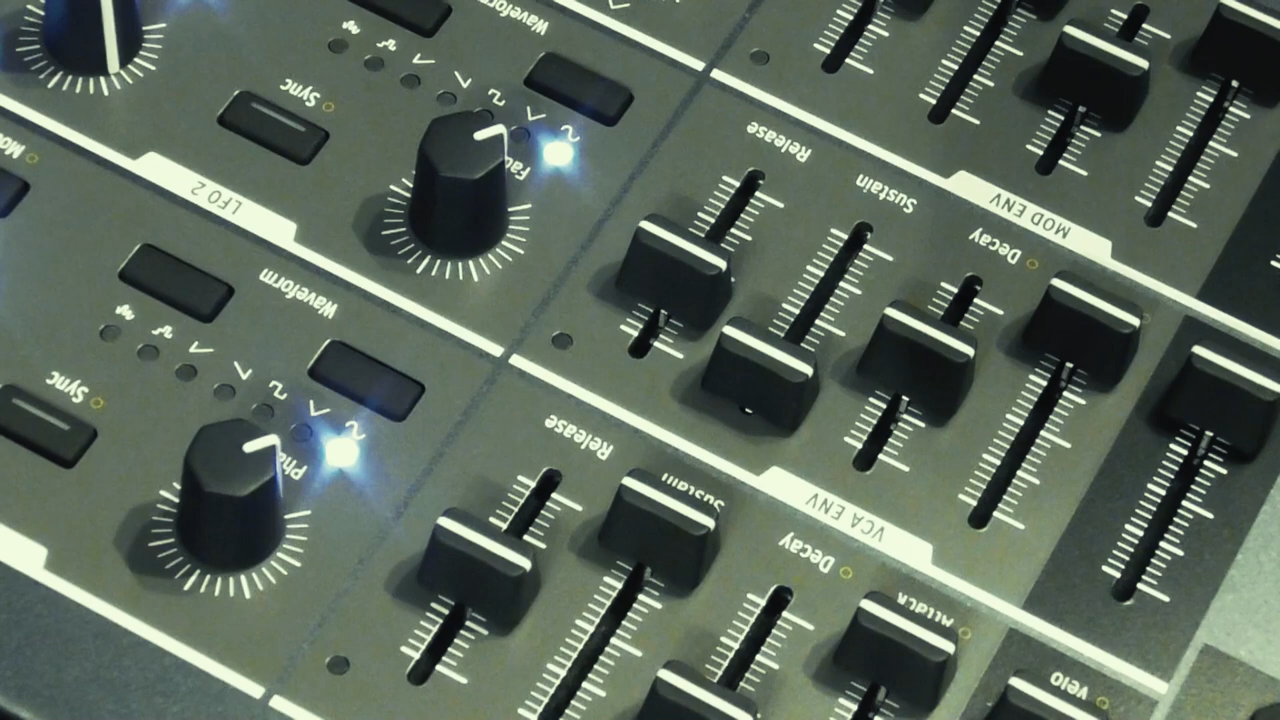 Waveform
Sync
Release
MOD ENV
Sustain
Decay
LFO 2
Waveform
Sync
Release
VCA ENV
Sustain
Decay
Attack
Velo